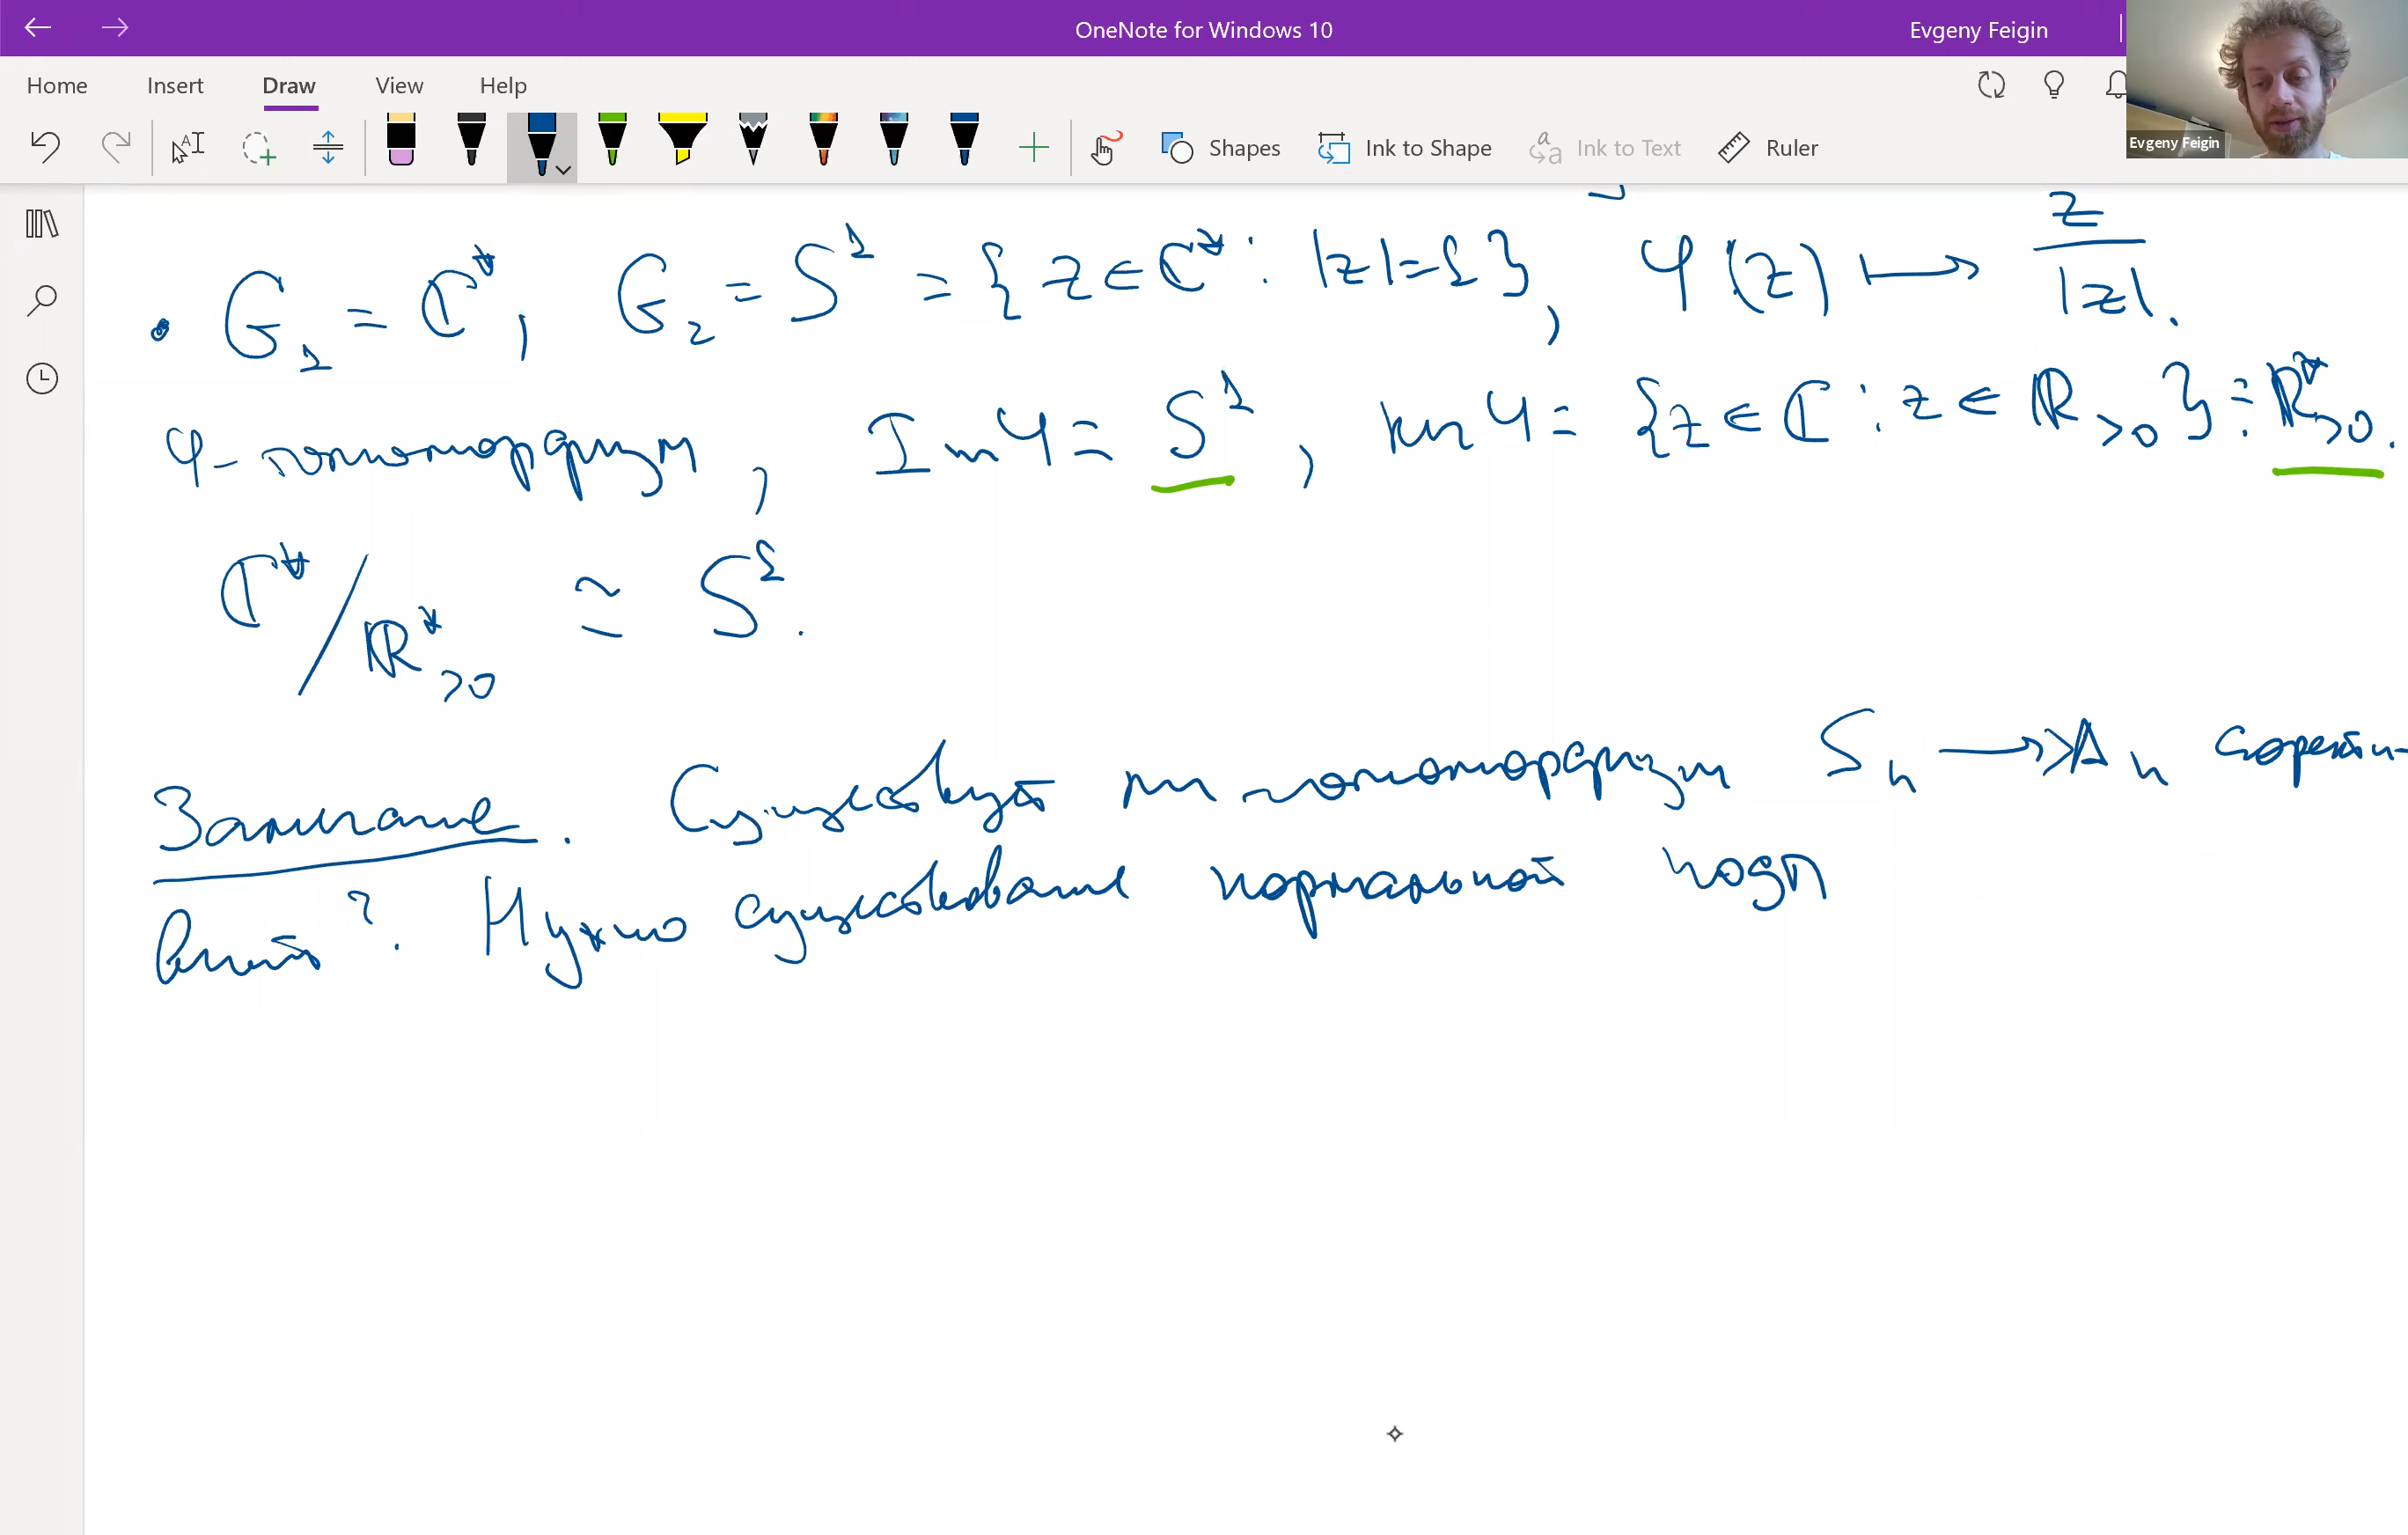 OneNote for Windows 10
Evgeny Feigin
Home Insert Draw View Help
Shapes Ink to Shape Ink to Text Ruler
Evgeny Feigin
• G₁ = ℂ*, G₂ = S¹ = { z ∈ ℂ* : |z| = 1 }, φ(z) ⟼ z/|z|.
φ – гомоморфизм, Im φ = S¹, ker φ = { z ∈ ℂ : z ∈ ℝ>0 } = ℝ*>0.
ℂ*/ℝ*>0 ≃ S¹.
Замечание. Существует ли гомоморфизм Sₙ ↠ Aₙ сюръекти-
вный? Нужно существование нормальной подгр